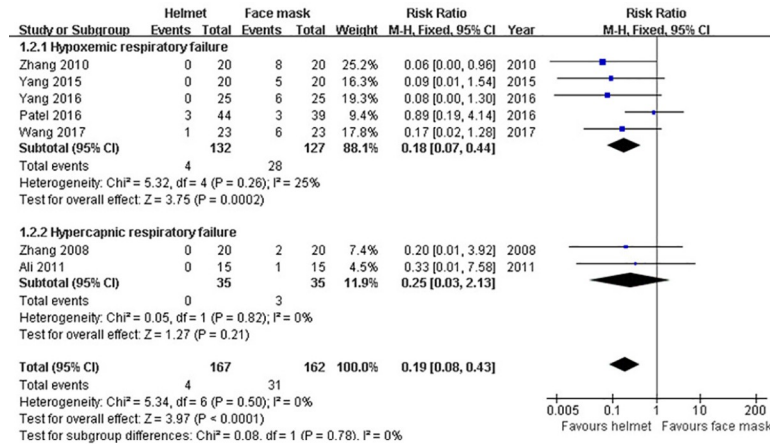 Helmet Face mask Risk Ratio Risk Ratio
Study or Subgroup Events Total Events Total Weight M-H, Fixed, 95% CI Year M-H, Fixed, 95% CI
1.2.1 Hypoxemic respiratory failure
Zhang 2010 0 20 8 20 25.2% 0.06 [0.00, 0.96] 2010
Yang 2015 0 20 5 20 16.3% 0.09 [0.01, 1.54] 2015
Yang 2016 0 25 6 25 19.3% 0.08 [0.00, 1.30] 2016
Patel 2016 3 44 3 39 9.4% 0.89 [0.19, 4.14] 2016
Wang 2017 1 23 6 23 17.8% 0.17 [0.02, 1.28] 2017
Subtotal (95% CI) 132 127 88.1% 0.18 [0.07, 0.44]
Total events 4 28
Heterogeneity: Chi² = 5.32, df = 4 (P = 0.26); I² = 25%
Test for overall effect: Z = 3.75 (P = 0.0002)
1.2.2 Hypercapnic respiratory failure
Zhang 2008 0 20 2 20 7.4% 0.20 [0.01, 3.92] 2008
Ali 2011 0 15 1 15 4.5% 0.33 [0.01, 7.58] 2011
Subtotal (95% CI) 35 35 11.9% 0.25 [0.03, 2.13]
Total events 0 3
Heterogeneity: Chi² = 0.05, df = 1 (P = 0.82); I² = 0%
Test for overall effect: Z = 1.27 (P = 0.21)
Total (95% CI) 167 162 100.0% 0.19 [0.08, 0.43]
Total events 4 31
Heterogeneity: Chi² = 5.34, df = 6 (P = 0.50); I² = 0%
Test for overall effect: Z = 3.97 (P < 0.0001)
Test for subgroup differences: Chi² = 0.08, df = 1 (P = 0.78), I² = 0%
0.005 0.1 1 10 200
Favours helmet Favours face mask